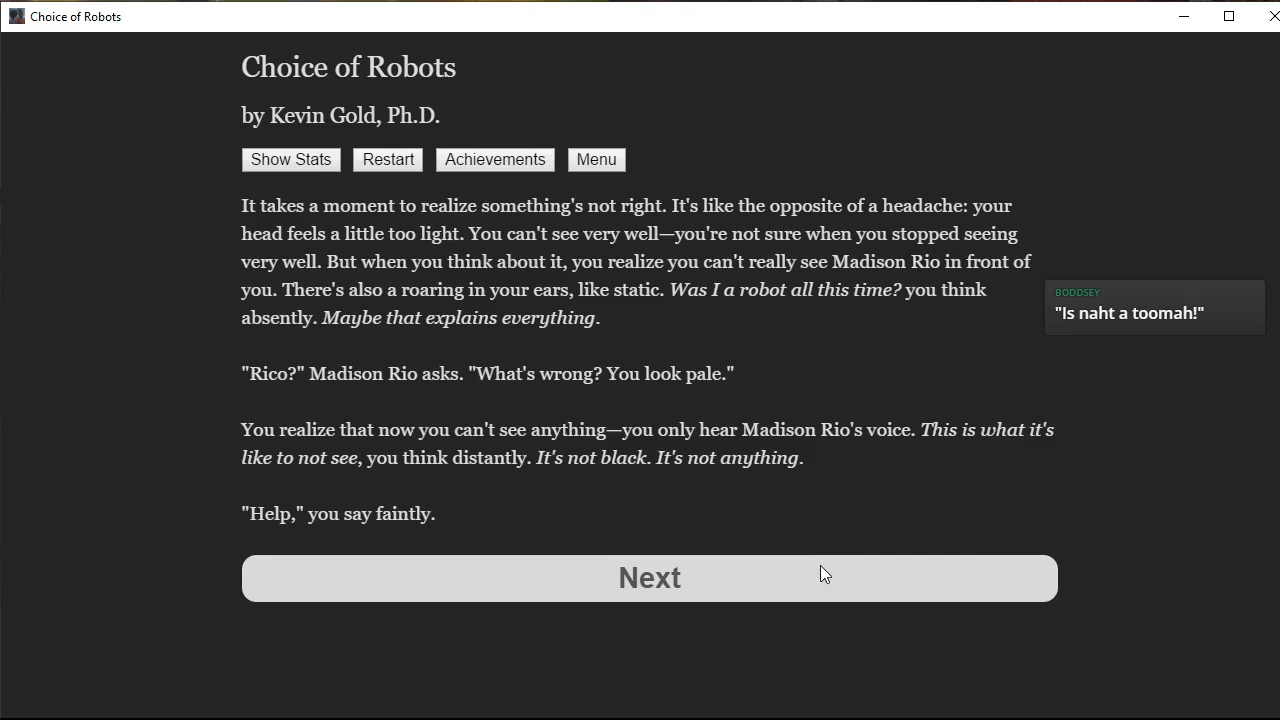 Choice of Robots
Choice of Robots
by Kevin Gold, Ph.D.
Show Stats Restart Achievements Menu
It takes a moment to realize something's not right. It's like the opposite of a headache: your
head feels a little too light. You can't see very well—you're not sure when you stopped seeing
very well. But when you think about it, you realize you can't really see Madison Rio in front of
you. There's also a roaring in your ears, like static. Was I a robot all this time? you think
absently. Maybe that explains everything.
BODDSEY
"Is naht a toomah!"
"Rico?" Madison Rio asks. "What's wrong? You look pale."
You realize that now you can't see anything—you only hear Madison Rio's voice. This is what it's
like to not see, you think distantly. It's not black. It's not anything.
"Help," you say faintly.
Next